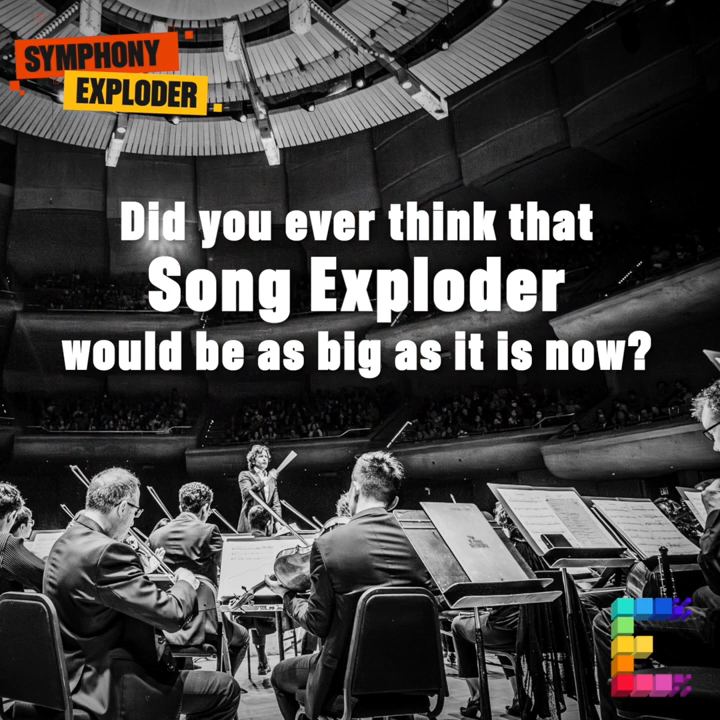 SYMPHONY
EXPLODER
Did you ever think that
Song Exploder
would be as big as it is now?
E